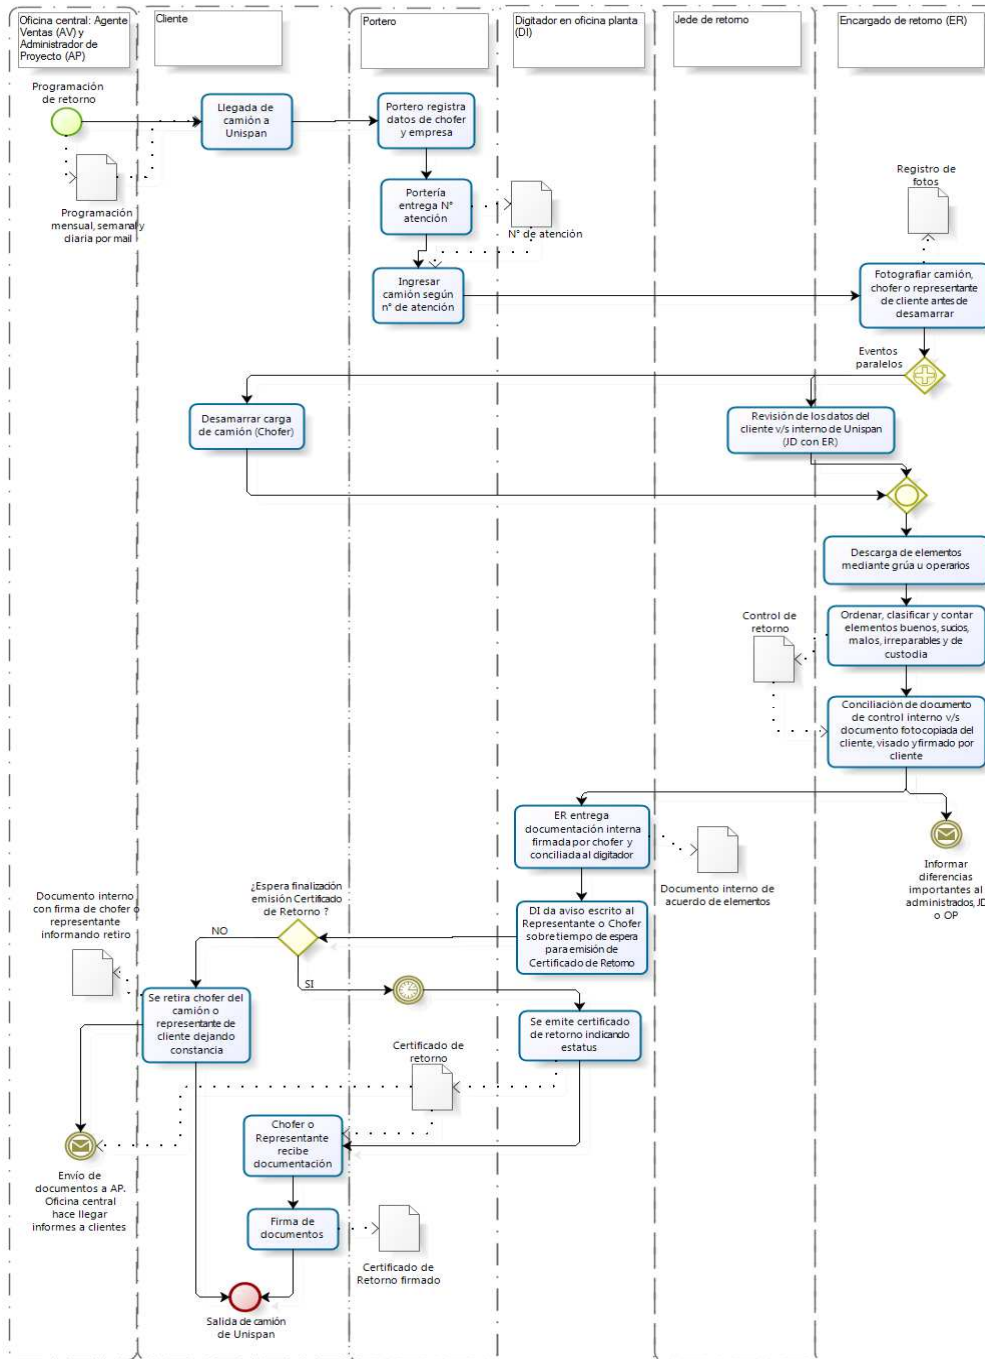 Oficina central: Agente
Ventas (AV) y
Administrador de
Proyecto (AP)
Cliente
Portero
Digitador en oficina planta
(DI)
Jede de retorno
Encargado de retorno (ER)
Programación
de retorno
Llegada de
camión a
Unispan
Portero registra
datos de chofer
y empresa
Programación
mensual, semanal y
diaria por mail
Portería
entrega N°
atención
N° de atención
Registro de
fotos
Ingresar
camión según
n° de atención
Fotografiar camión,
chofer o representante
de cliente antes de
desamarrar
Eventos
paralelos
Desamarrar carga
de camión (Chofer)
Revisión de los datos del
cliente v/s interno de Unispan
(JD con ER)
Descarga de elementos
mediante grúa u operarios
Control de
retorno
Ordenar, clasificar y contar
elementos buenos, sucios,
malos, irreparables y de
custodia
Conciliación de documento
de control interno v/s
documento fotocopiada del
cliente, visado y firmado por
cliente
ER entrega
documentación interna
firmada por chofer y
conciliada al digitador
Documento interno de
acuerdo de elementos
Informar
diferencias
importantes al
administrados, JD
o OP
Documento interno
con firma de chofer o
representante
informando retiro
¿Espera finalización
emisión Certificado
de Retorno ?
DI da aviso escrito al
Representante o Chofer
sobre tiempo de espera
para emisión de
Certificado de Retorno
NO
SI
Se retira chofer del
camión o
representante de
cliente dejando
constancia
Se emite certificado
de retorno indicando
estatus
Certificado de
retorno
Chofer o
Representante
recibe
documentación
Envío de
documentos a AP.
Oficina central
hace llegar
informes a clientes
Firma de
documentos
Certificado de
Retorno firmado
Salida de camión
de Unispan